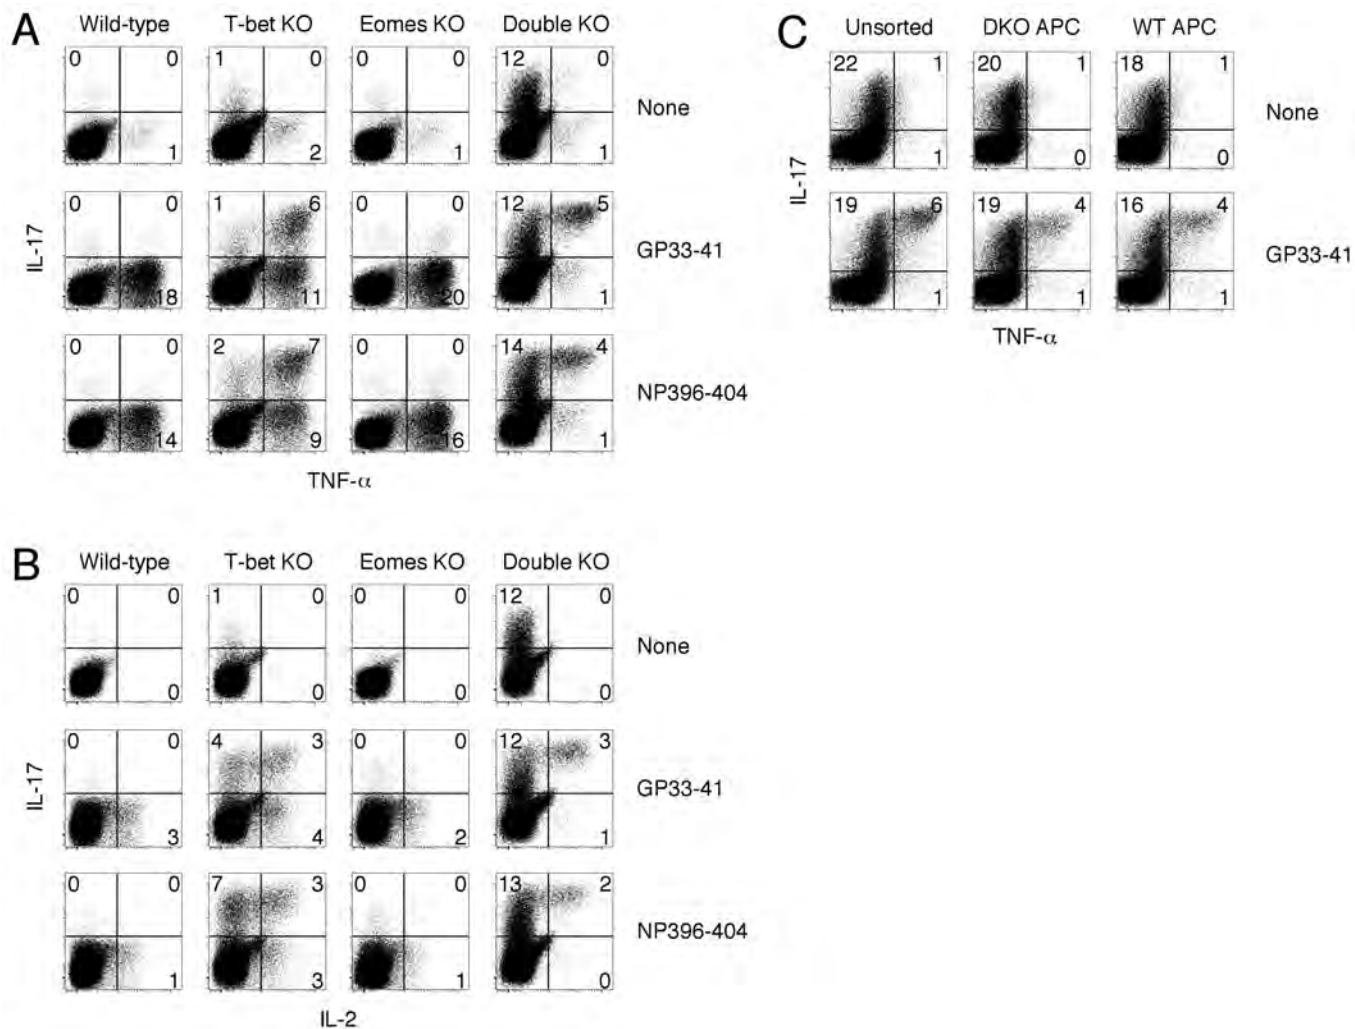 A
Wild-type T-bet KO Eomes KO Double KO
0 0 1 0 0 0 12 0
None
1 2 1 1
0 0 1 6 0 0 12 5
GP33-41
18 11 20 1
0 0 2 7 0 0 14 4
NP396-404
14 9 16 1
IL-17
TNF-α
B
Wild-type T-bet KO Eomes KO Double KO
0 0 1 0 0 0 12 0
None
0 0 0 0
0 0 4 3 0 0 12 3
GP33-41
3 4 2 1
0 0 7 3 0 0 13 2
NP396-404
1 3 1 0
IL-17
IL-2
C
Unsorted DKO APC WT APC
22 1 20 1 18 1
None
1 0 0
19 6 19 4 16 4
GP33-41
1 1 1
IL-17
TNF-α